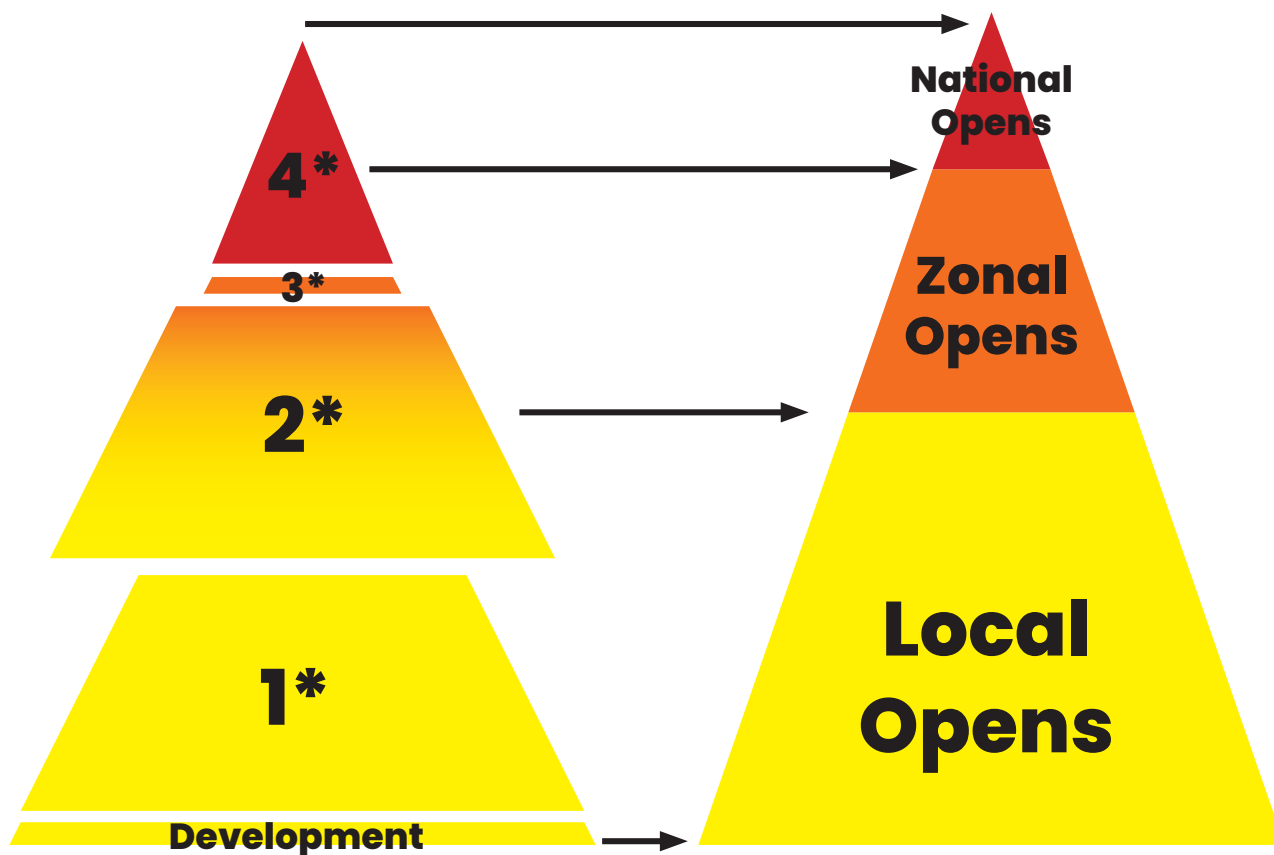 4*
3*
2*
1*
Development
National
Opens
Zonal
Opens
Local
Opens